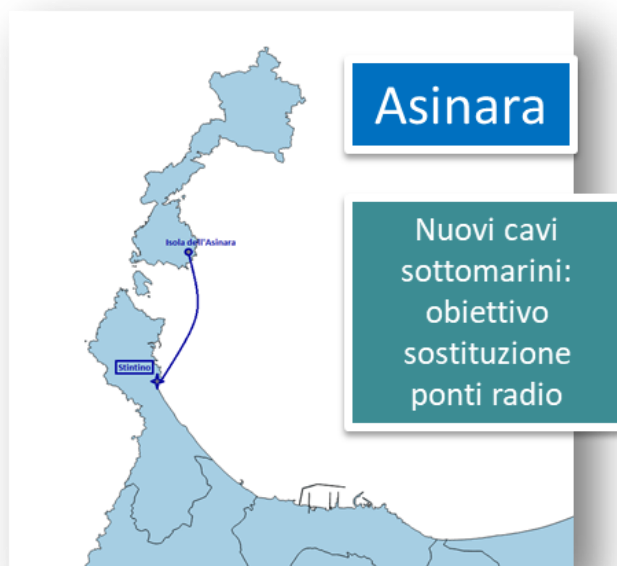 Asinara
Nuovi cavi
sottomarini:
obiettivo
sostituzione
ponti radio
Isola dell'Asinara
Stintino